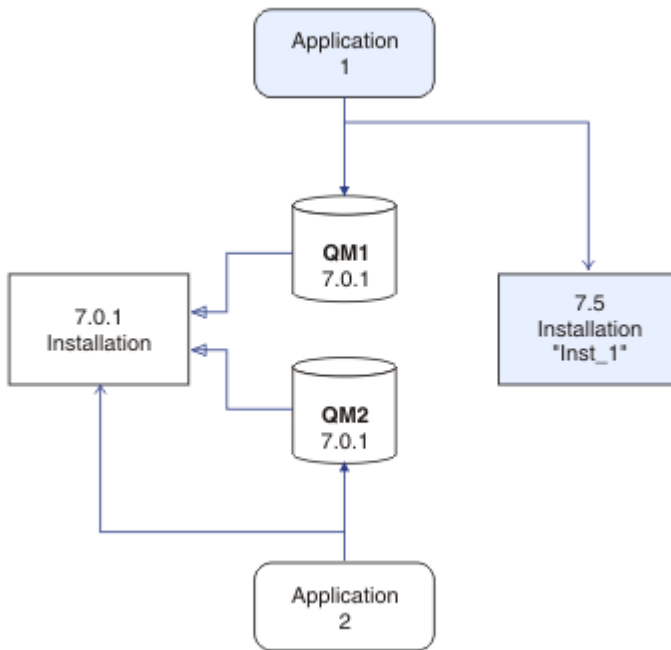 Application
1
QM1
7.0.1
7.0.1
Installation
7.5
Installation
"Inst_1"
QM2
7.0.1
Application
2